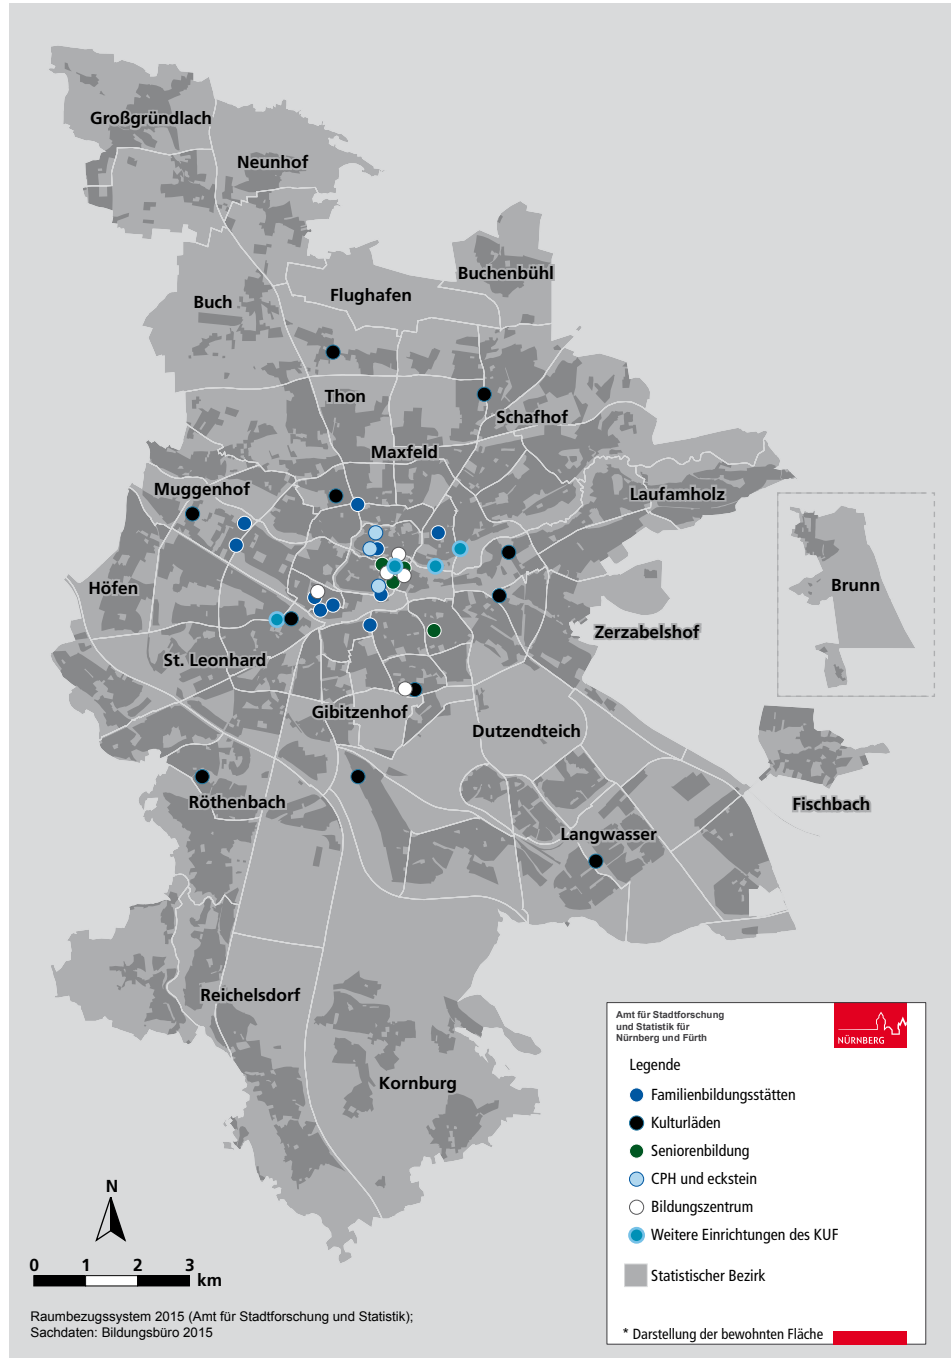 Großgründlach
Neunhof
Buchenbühl
Flughafen
Buch
Thon
Schafhof
Maxfeld
Muggenhof
Laufamholz
Höfen
Brunn
Zerzabelshof
St. Leonhard
Gibitzenhof
Dutzendteich
Röthenbach
Fischbach
Langwasser
Reichelsdorf
Kornburg
Amt für Stadtforschung
und Statistik für
Nürnberg und Fürth
NÜRNBERG
Legende
Familienbildungsstätten
Kulturläden
Seniorenbildung
CPH und eckstein
Bildungszentrum
Weitere Einrichtungen des KUF
Statistischer Bezirk
* Darstellung der bewohnten Fläche
N
0 1 2 3
km
Raumbezugssystem 2015 (Amt für Stadtforschung und Statistik);
Sachdaten: Bildungsbüro 2015